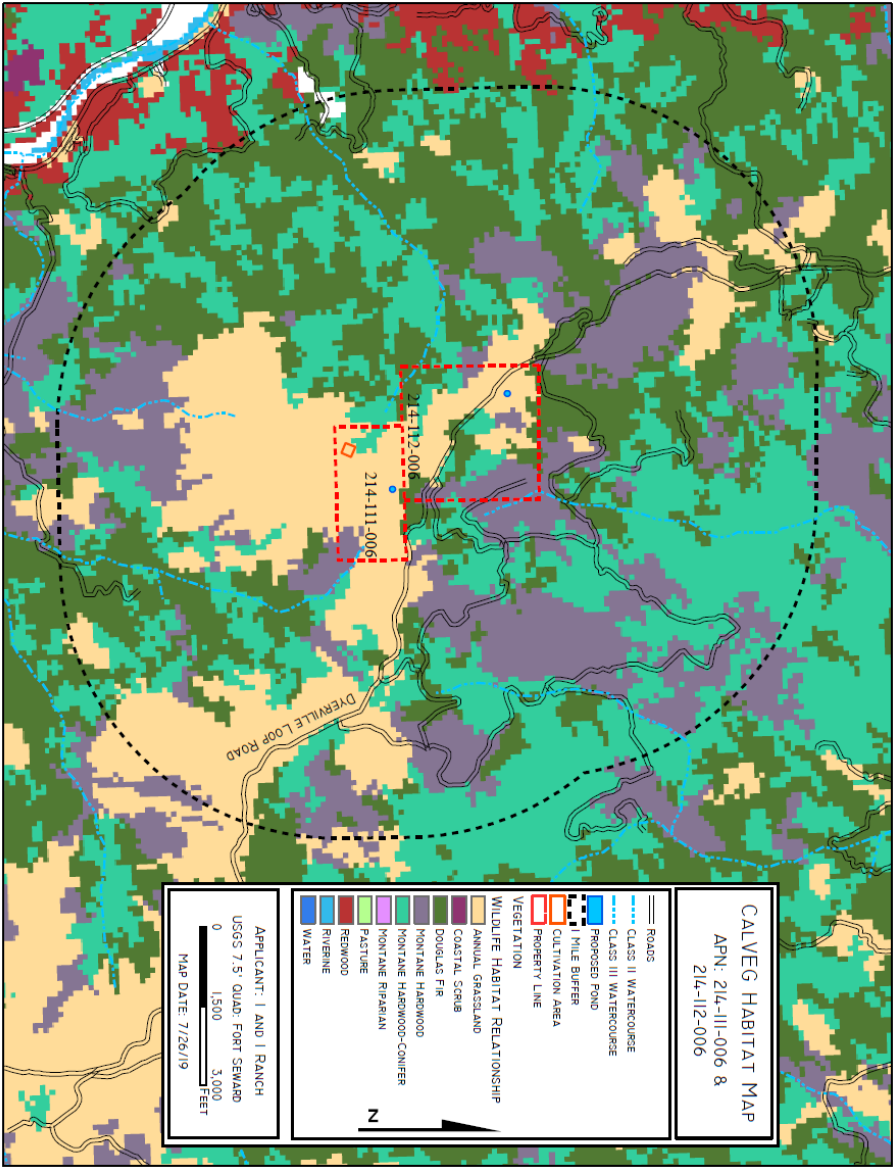 CALVEG HABITAT MAP
APN: 214-111-006 &
214-112-006
ROADS
CLASS II WATERCOURSE
CLASS III WATERCOURSE
PROPOSED POND
1 MILE BUFFER
CULTIVATION AREA
PROPERTY LINE
VEGETATION
WILDLIFE HABITAT RELATIONSHIP
ANNUAL GRASSLAND
COASTAL SCRUB
DOUGLAS FIR
MONTANE HARDWOOD
MONTANE HARDWOOD-CONIFER
MONTANE RIPARIAN
PASTURE
REDWOOD
RIVERINE
WATER
N
APPLICANT: I AND I RANCH
USGS 7.5' QUAD: FORT SEWARD
0 1,500 3,000
FEET
MAP DATE: 7/26/19
214-112-006
214-111-006
DYERVILLE LOOP ROAD